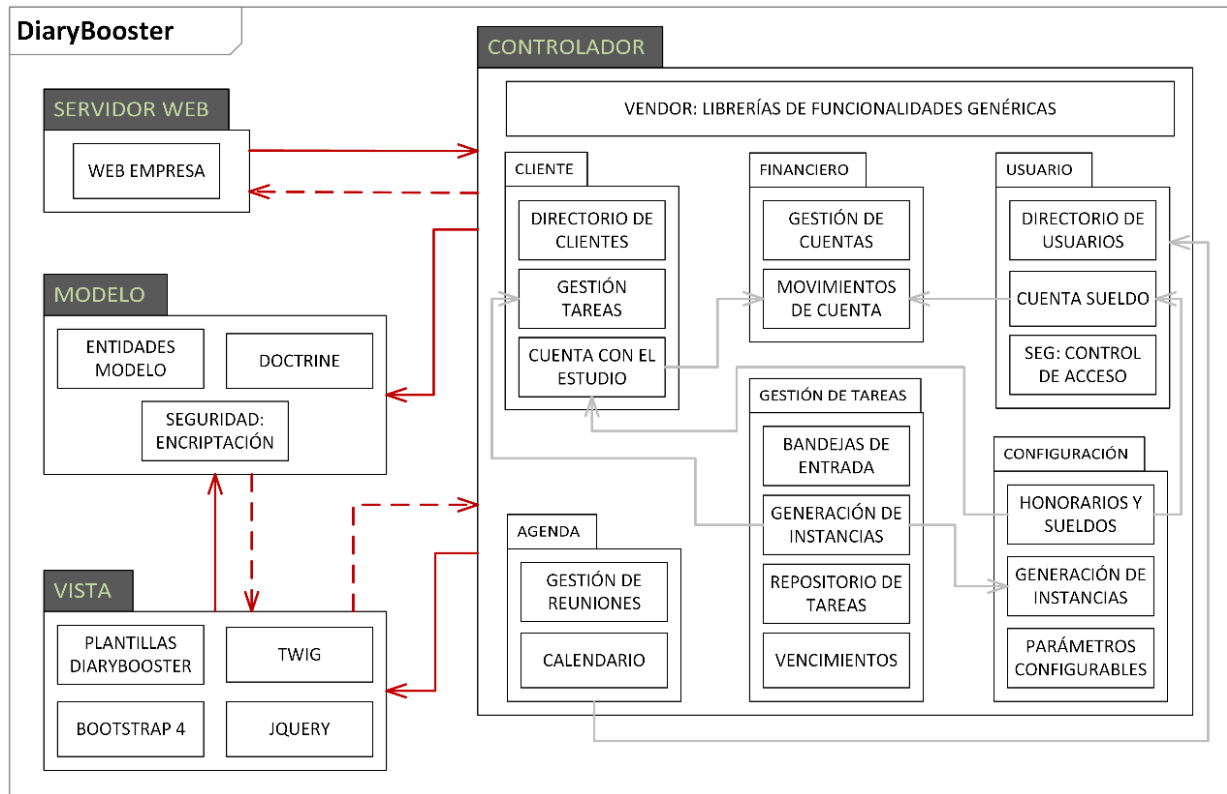 DiaryBooster
SERVIDOR WEB
WEB EMPRESA
MODELO
ENTIDADES
MODELO
DOCTRINE
SEGURIDAD:
ENCRIPTACIÓN
VISTA
PLANTILLAS
DIARYBOOSTER
TWIG
BOOTSTRAP 4
JQUERY
CONTROLADOR
VENDOR: LIBRERÍAS DE FUNCIONALIDADES GENÉRICAS
CLIENTE
DIRECTORIO DE
CLIENTES
GESTIÓN
TAREAS
CUENTA CON EL
ESTUDIO
FINANCIERO
GESTIÓN DE
CUENTAS
MOVIMIENTOS
DE CUENTA
USUARIO
DIRECTORIO DE
USUARIOS
CUENTA SUELDO
SEG: CONTROL
DE ACCESO
AGENDA
GESTIÓN DE
REUNIONES
CALENDARIO
GESTIÓN DE TAREAS
BANDEJAS DE
ENTRADA
GENERACIÓN DE
INSTANCIAS
REPOSITORIO DE
TAREAS
VENCIMIENTOS
CONFIGURACIÓN
HONORARIOS Y
SUELDOS
GENERACIÓN DE
INSTANCIAS
PARÁMETROS
CONFIGURABLES